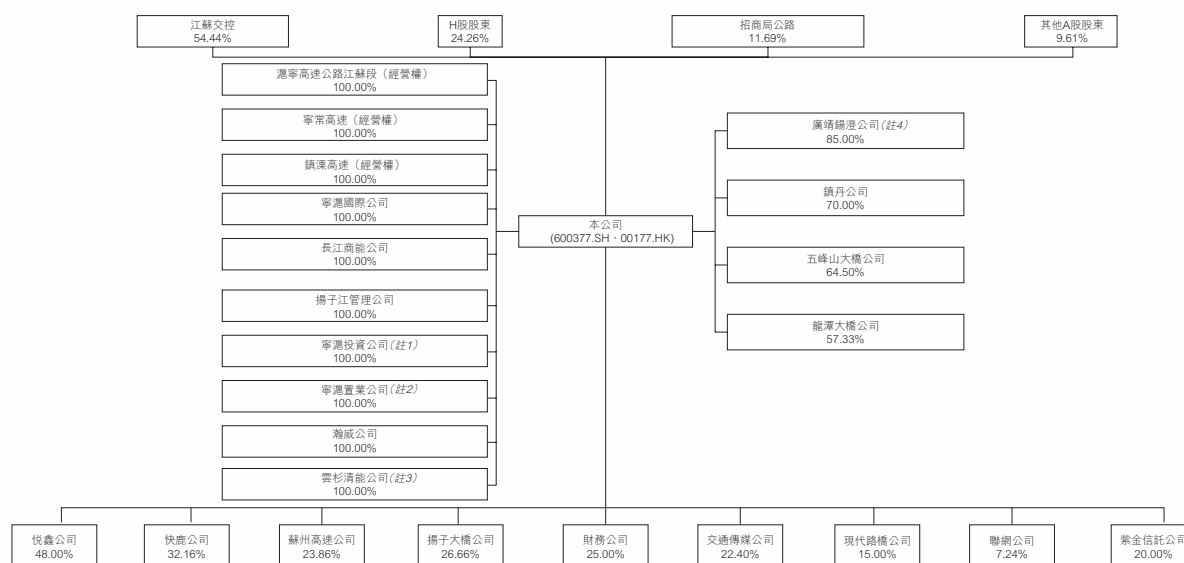 江蘇交控
54.44%
H股股東
24.26%
招商局公路
11.69%
其他A股股東
9.61%
滬寧高速公路江蘇段（經營權）
100.00%
寧常高速（經營權）
100.00%
鎮溧高速（經營權）
100.00%
寧滬國際公司
100.00%
長江商能公司
100.00%
揚子江管理公司
100.00%
寧滬投資公司(註1)
100.00%
寧滬置業公司(註2)
100.00%
瀚威公司
100.00%
雲杉清能公司(註3)
100.00%
本公司
(600377.SH、00177.HK)
廣靖錫澄公司(註4)
85.00%
鎮丹公司
70.00%
五峰山大橋公司
64.50%
龍潭大橋公司
57.33%
悅鑫公司
48.00%
快鹿公司
32.16%
蘇州高速公司
23.86%
揚子大橋公司
26.66%
財務公司
25.00%
交通傳媒公司
22.40%
現代路橋公司
15.00%
聯網公司
7.24%
紫金信託公司
20.00%